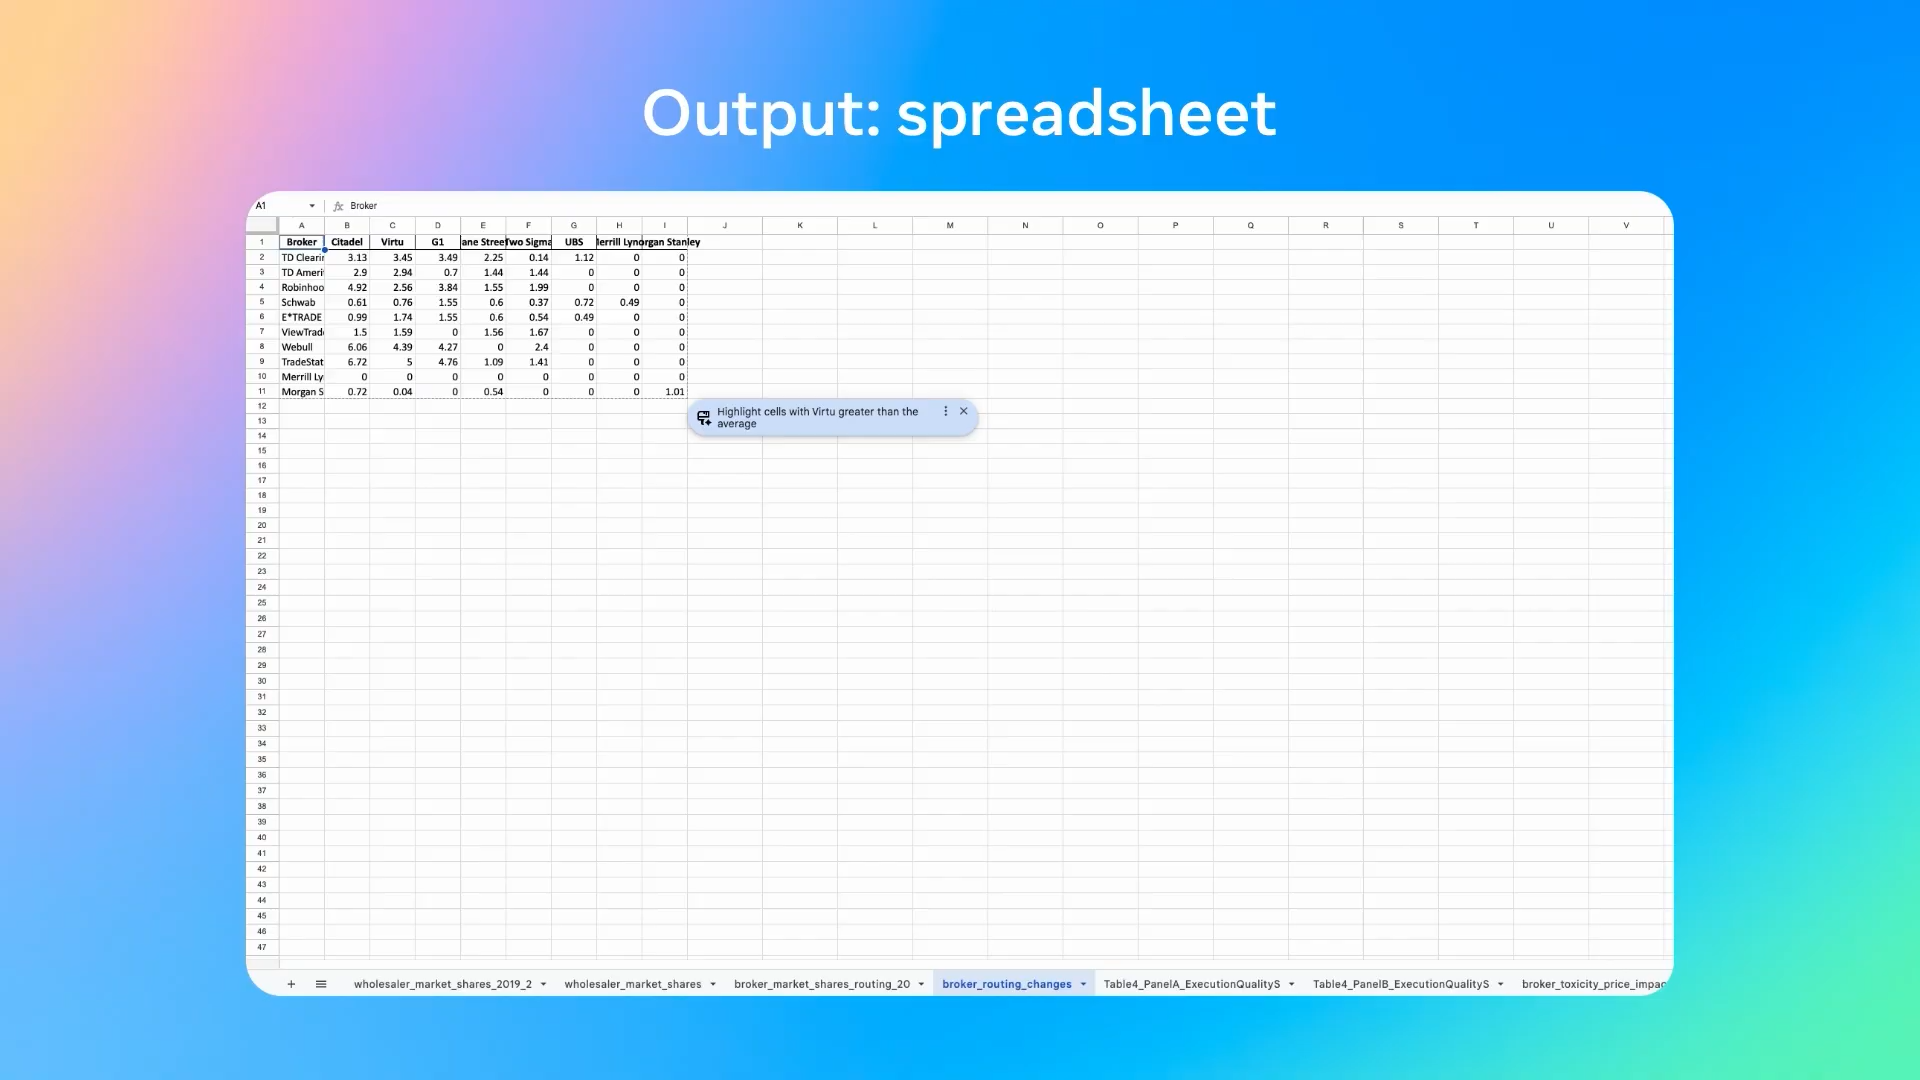 Output: spreadsheet
A1 fx Broker
A B C D E F G H I J K L M N O P Q R S T U V
1 Broker Citadel Virtu G1 ane Stree Two Sigma UBS Merrill Lyn organ Stanley
2 TD Cleari 3.13 3.45 3.49 2.25 0.14 1.12 0 0
3 TD Ameri 2.9 2.94 0.7 1.44 1.44 0 0 0
4 Robinhoo 4.92 2.56 3.84 1.55 1.99 0 0 0
5 Schwab 0.61 0.76 1.55 0.6 0.37 0.72 0.49 0
6 E*TRADE 0.99 1.74 1.55 0.6 0.54 0.49 0 0
7 ViewTrad 1.5 1.59 0 1.56 1.67 0 0 0
8 Webull 6.06 4.39 4.27 0 2.4 0 0 0
9 TradeStat 6.72 5 4.76 1.09 1.41 0 0 0
10 Merrill Ly 0 0 0 0 0 0 0 0
11 Morgan S 0.72 0.04 0 0.54 0 0 0 1.01
12
Highlight cells with Virtu greater than the
average
13
14
15
16
17
18
19
20
21
22
23
24
25
26
27
28
29
30
31
32
33
34
35
36
37
38
39
40
41
42
43
44
45
46
47
wholesaler_market_shares_2019_2 wholesaler_market_shares broker_market_shares_routing_20 broker_routing_changes Table4_PanelA_ExecutionQualityS Table4_PanelB_ExecutionQualityS broker_toxicity_price_impac